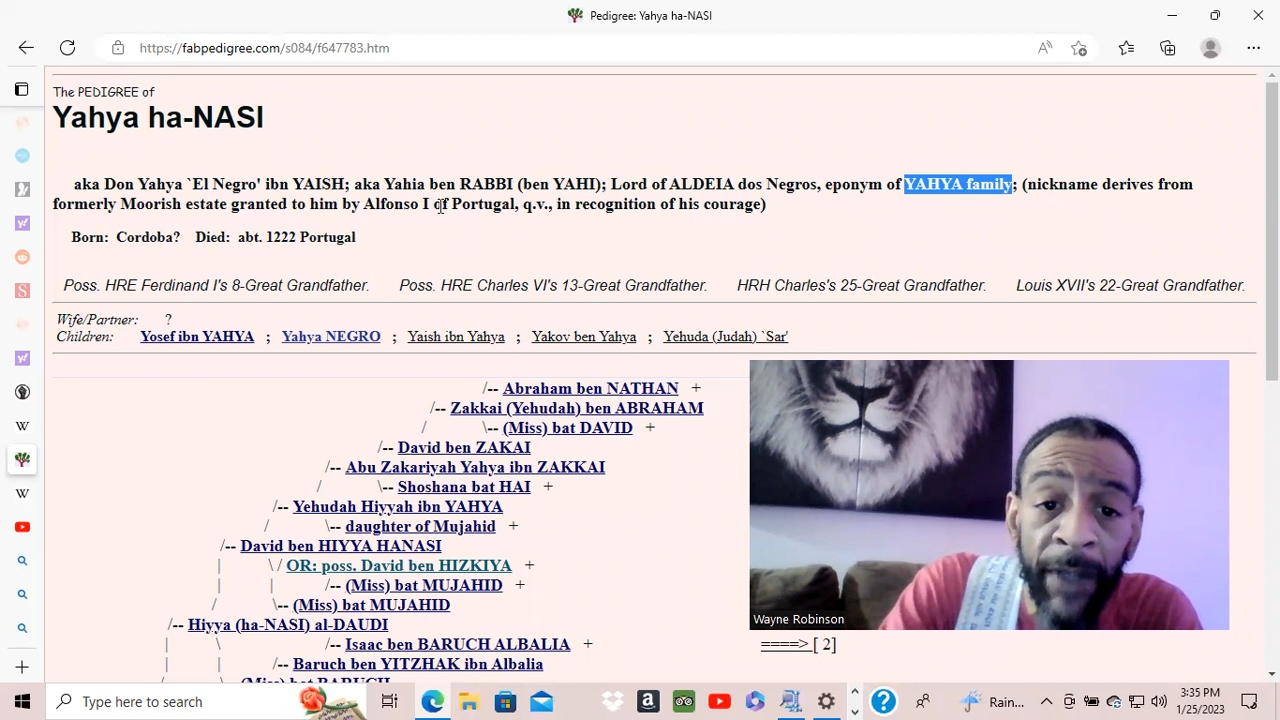 Pedigree: Yahya ha-NASI
https://fabpedigree.com/s084/f647783.htm
The PEDIGREE of
Yahya ha-NASI
aka Don Yahya `El Negro' ibn YAISH; aka Yahia ben RABBI (ben YAHI); Lord of ALDEIA dos Negros, eponym of YAHYA family; (nickname derives from
formerly Moorish estate granted to him by Alfonso I of Portugal, q.v., in recognition of his courage)
Born: Cordoba? Died: abt. 1222 Portugal
Poss. HRE Ferdinand I's 8-Great Grandfather. Poss. HRE Charles VI's 13-Great Grandfather. HRH Charles's 25-Great Grandfather. Louis XVII's 22-Great Grandfather.
Wife/Partner: ?
Children: Yosef ibn YAHYA ; Yahya NEGRO ; Yaish ibn Yahya ; Yakov ben Yahya ; Yehuda (Judah) `Sar'
/-- Abraham ben NATHAN +
/-- Zakkai (Yehudah) ben ABRAHAM
/ \-- (Miss) bat DAVID +
/-- David ben ZAKAI
/-- Abu Zakariyah Yahya ibn ZAKKAI
/ \-- Shoshana bat HAI +
/-- Yehudah Hiyyah ibn YAHYA
/ \-- daughter of Mujahid +
/-- David ben HIYYA HANASI
| \ / OR: poss. David ben HIZKIYA +
| | /-- (Miss) bat MUJAHID +
/ \-- (Miss) bat MUJAHID
/-- Hiyya (ha-NASI) al-DAUDI
| \ /-- Isaac ben BARUCH ALBALIA +
| | /-- Baruch ben YITZHAK ibn Albalia
\-- (Miss) bat BARUCH
Wayne Robinson
====> [ 2]
Type here to search
Rain...
3:35 PM
1/25/2023